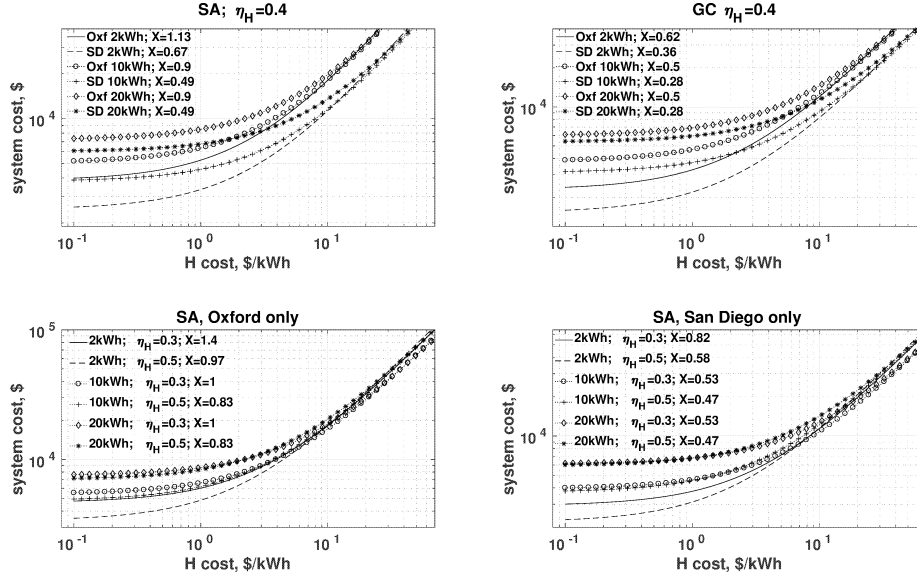 SA; η_H=0.4
Oxf 2kWh; X=1.13
SD 2kWh; X=0.67
Oxf 10kWh; X=0.9
SD 10kWh; X=0.49
Oxf 20kWh; X=0.9
SD 20kWh; X=0.49
system cost, $
10^4
10^-1
10^0
10^1
H cost, $/kWh
GC η_H=0.4
Oxf 2kWh; X=0.62
SD 2kWh; X=0.36
Oxf 10kWh; X=0.5
SD 10kWh; X=0.28
Oxf 20kWh; X=0.5
SD 20kWh; X=0.28
system cost, $
10^4
10^-1
10^0
10^1
H cost, $/kWh
SA, Oxford only
2kWh; η_H=0.3; X=1.4
2kWh; η_H=0.5; X=0.97
10kWh; η_H=0.3; X=1
10kWh; η_H=0.5; X=0.83
20kWh; η_H=0.3; X=1
20kWh; η_H=0.5; X=0.83
system cost, $
10^5
10^4
10^-1
10^0
10^1
H cost, $/kWh
SA, San Diego only
2kWh; η_H=0.3; X=0.82
2kWh; η_H=0.5; X=0.58
10kWh; η_H=0.3; X=0.53
10kWh; η_H=0.5; X=0.47
20kWh; η_H=0.3; X=0.53
20kWh; η_H=0.5; X=0.47
system cost, $
10^4
10^-1
10^0
10^1
H cost, $/kWh